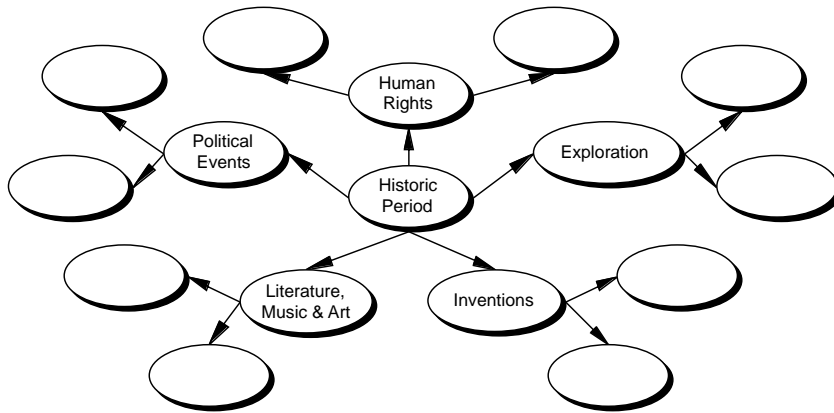 Human
Rights
Political
Events
Exploration
Historic
Period
Literature,
Music & Art
Inventions